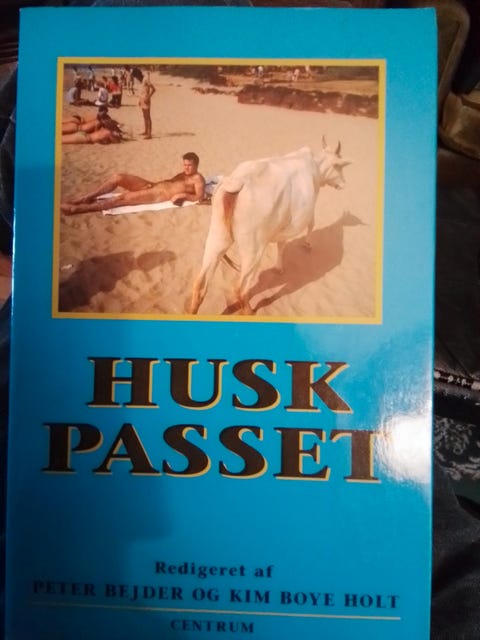 HUSK
PASSET
Redigeret af
PETER BEJDER OG KIM BOYE HOLT
CENTRUM